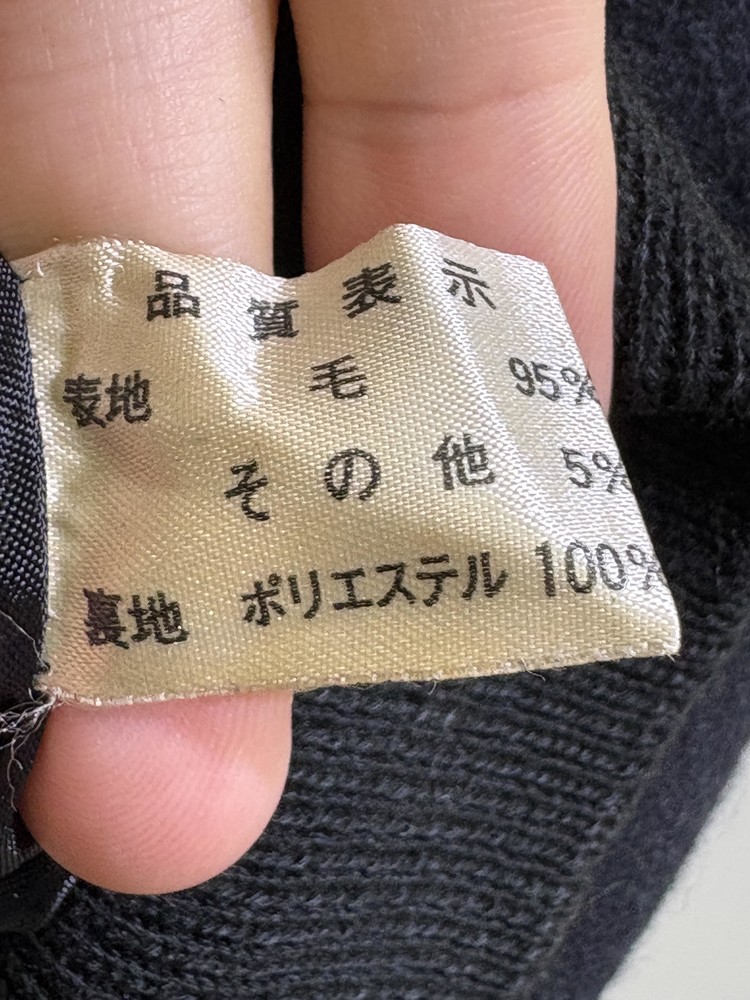 品質表示
表地 毛 95%
その他 5%
裏地 ポリエステル 100%